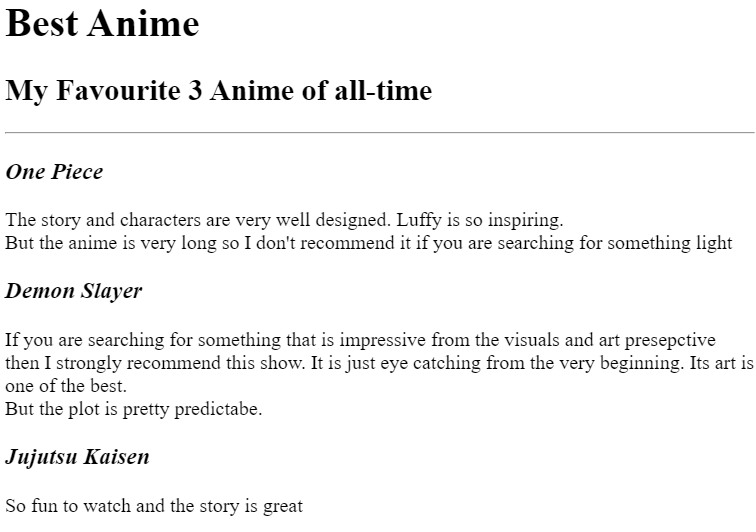 Best Anime
My Favourite 3 Anime of all-time
One Piece
The story and characters are very well designed. Luffy is so inspiring.
But the anime is very long so I don't recommend it if you are searching for something light
Demon Slayer
If you are searching for something that is impressive from the visuals and art presepctive
then I strongly recommend this show. It is just eye catching from the very beginning. Its art is
one of the best.
But the plot is pretty predictabe.
Jujutsu Kaisen
So fun to watch and the story is great